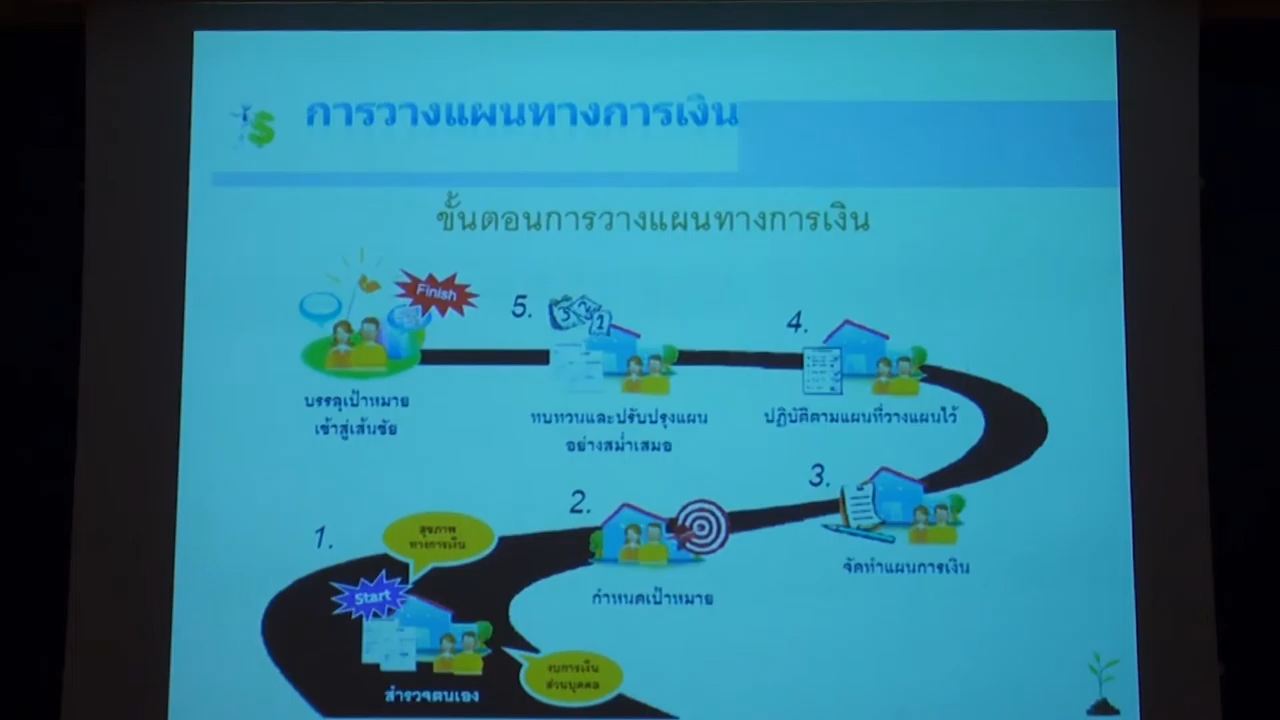 การวางแผนทางการเงิน
ขั้นตอนการวางแผนทางการเงิน
Finish
บรรลุเป้าหมาย
เข้าสู่เส้นชัย
5.
3
2
1
ทบทวนและปรับปรุงแผน
อย่างสม่ำเสมอ
4.
ปฏิบัติตามแผนที่วางแผนไว้
3.
จัดทำแผนการเงิน
2.
กำหนดเป้าหมาย
1.
สุขภาพ
ทางการเงิน
Start
สำรวจตนเอง
งบการเงิน
ส่วนบุคคล